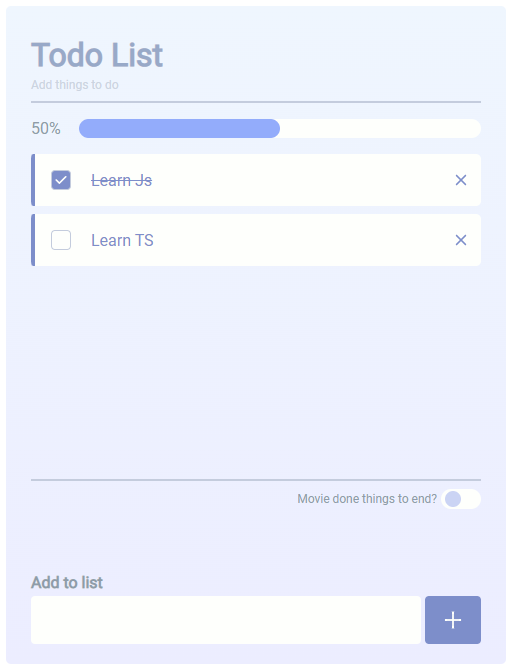 Todo List
Add things to do
50%
Learn Js
Learn TS
Movie done things to end?
Add to list